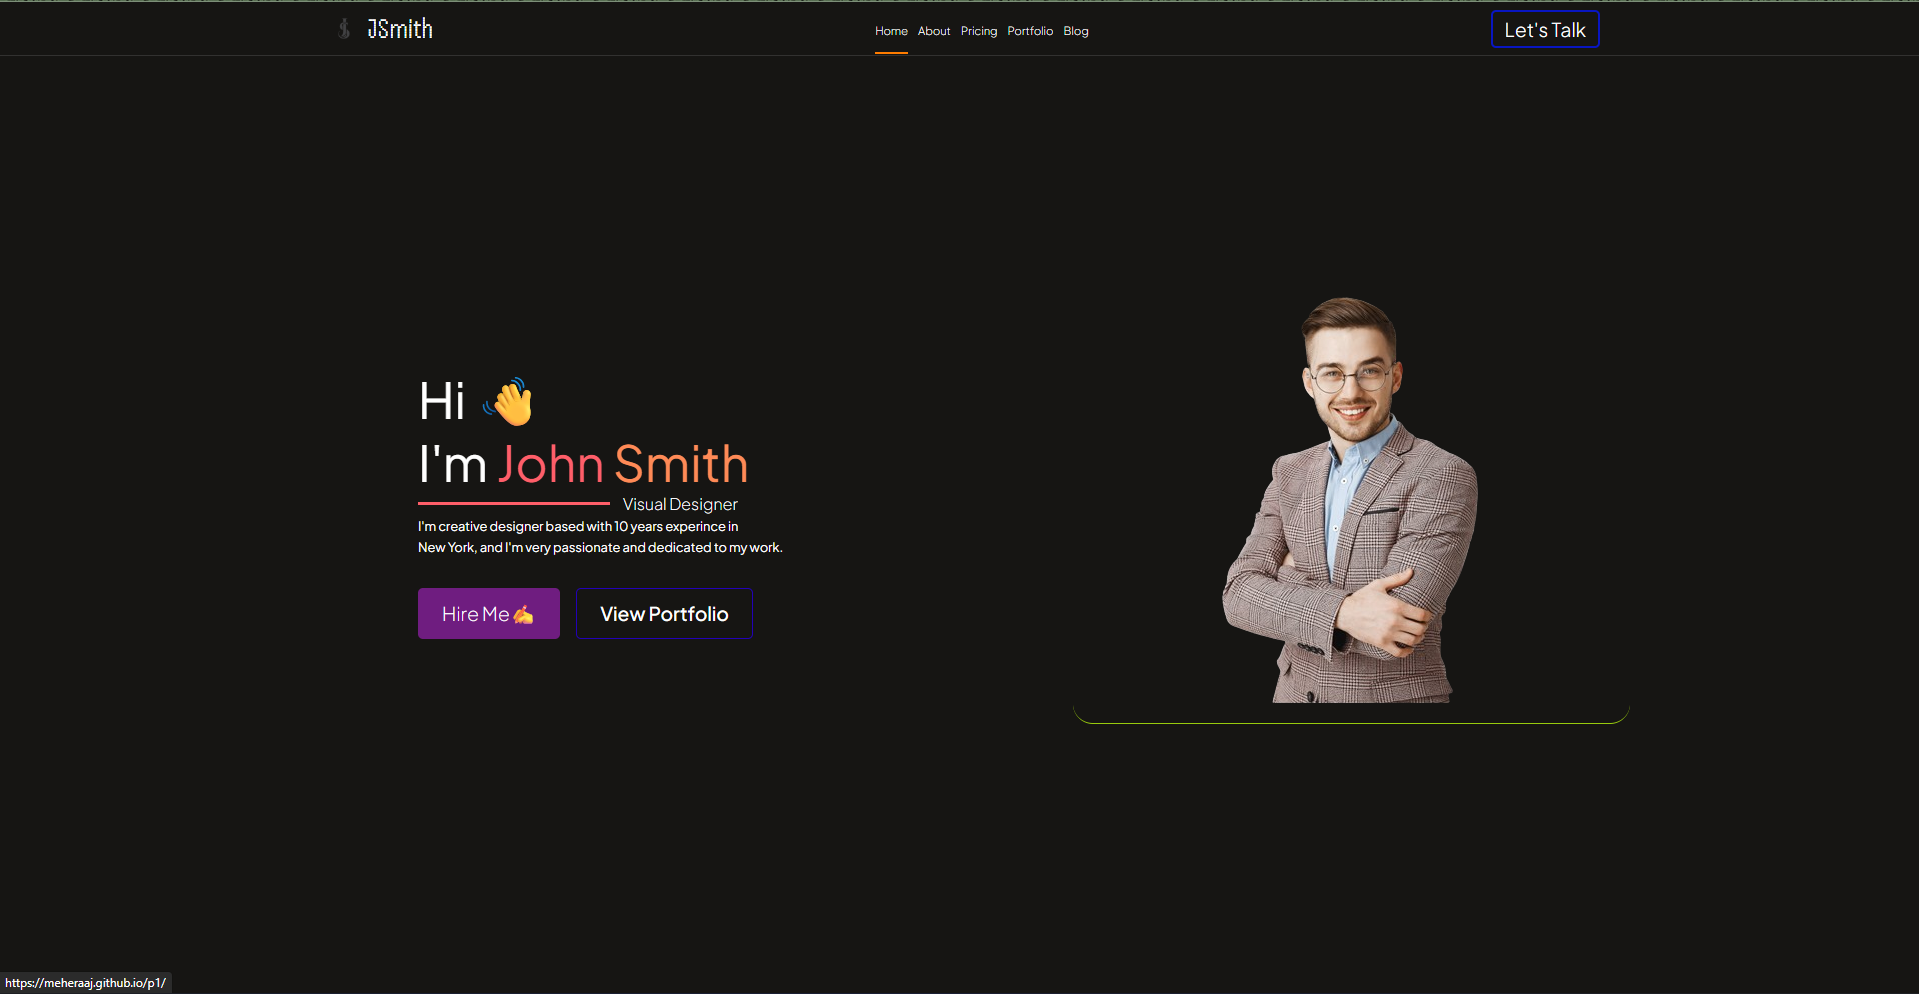 JSmith
Home About Pricing Portfolio Blog
Let's Talk
Hi 👋
I'm John Smith
Visual Designer
I'm creative designer based with 10 years experince in
New York, and I'm very passionate and dedicated to my work.
Hire Me✍️
View Portfolio
https://meheraaj.github.io/p1/